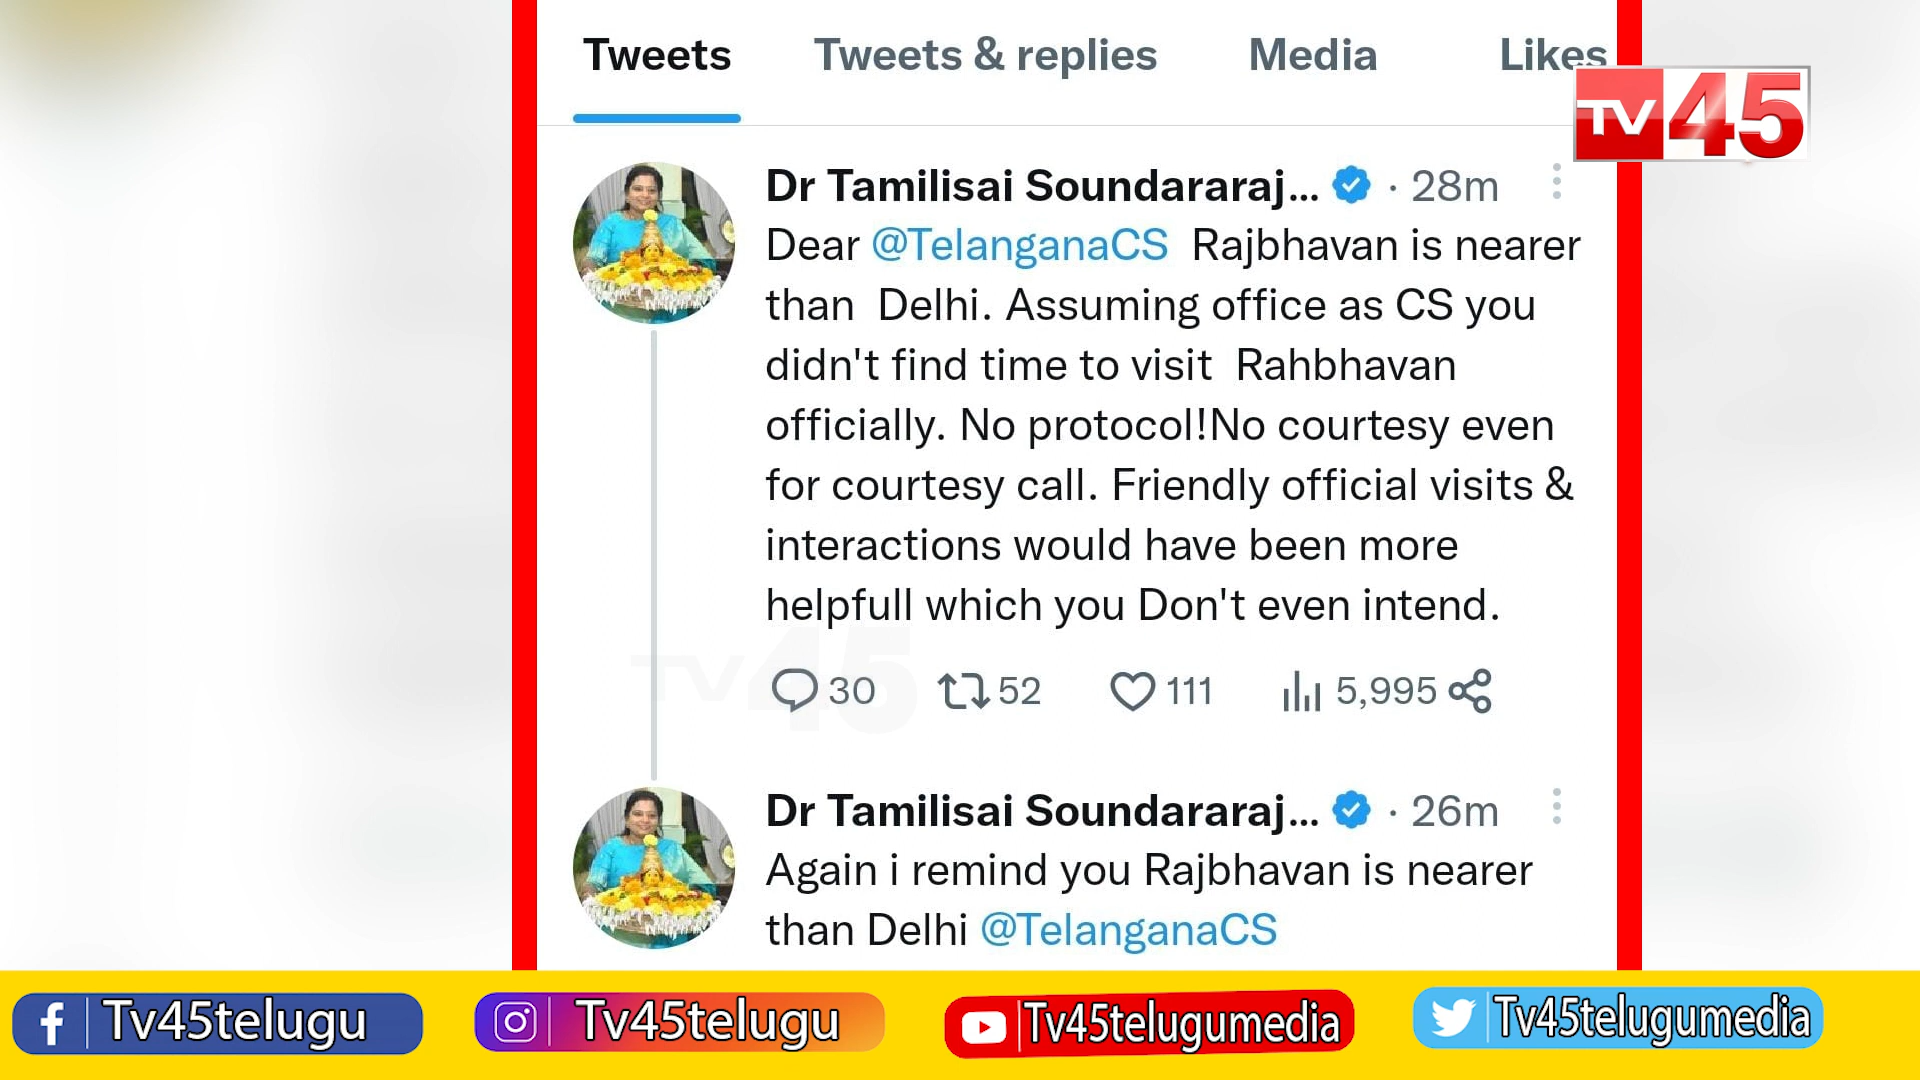 Tweets Tweets & replies Media Likes
TV45
Dr Tamilisai Soundararaj... · 28m
Dear @TelanganaCS Rajbhavan is nearer
than Delhi. Assuming office as CS you
didn't find time to visit Rahbhavan
officially. No protocol!No courtesy even
for courtesy call. Friendly official visits &
interactions would have been more
helpfull which you Don't even intend.
TV45
30 52 111 5,995
Dr Tamilisai Soundararaj... · 26m
Again i remind you Rajbhavan is nearer
than Delhi @TelanganaCS
Tv45telugu Tv45telugu Tv45telugumedia Tv45telugumedia